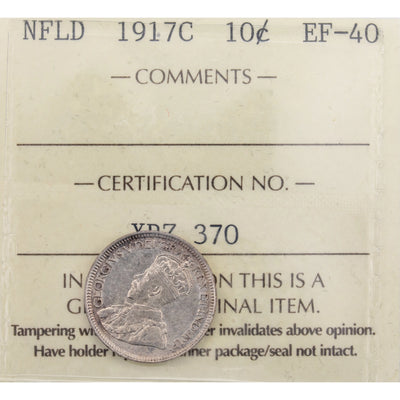 NFLD 1917C 10¢ EF-40
— COMMENTS —
— CERTIFICATION NO. —
370
ON THIS IS A
ITEM.
Tampering invalidates above opinion.
Have holder package/seal not intact.